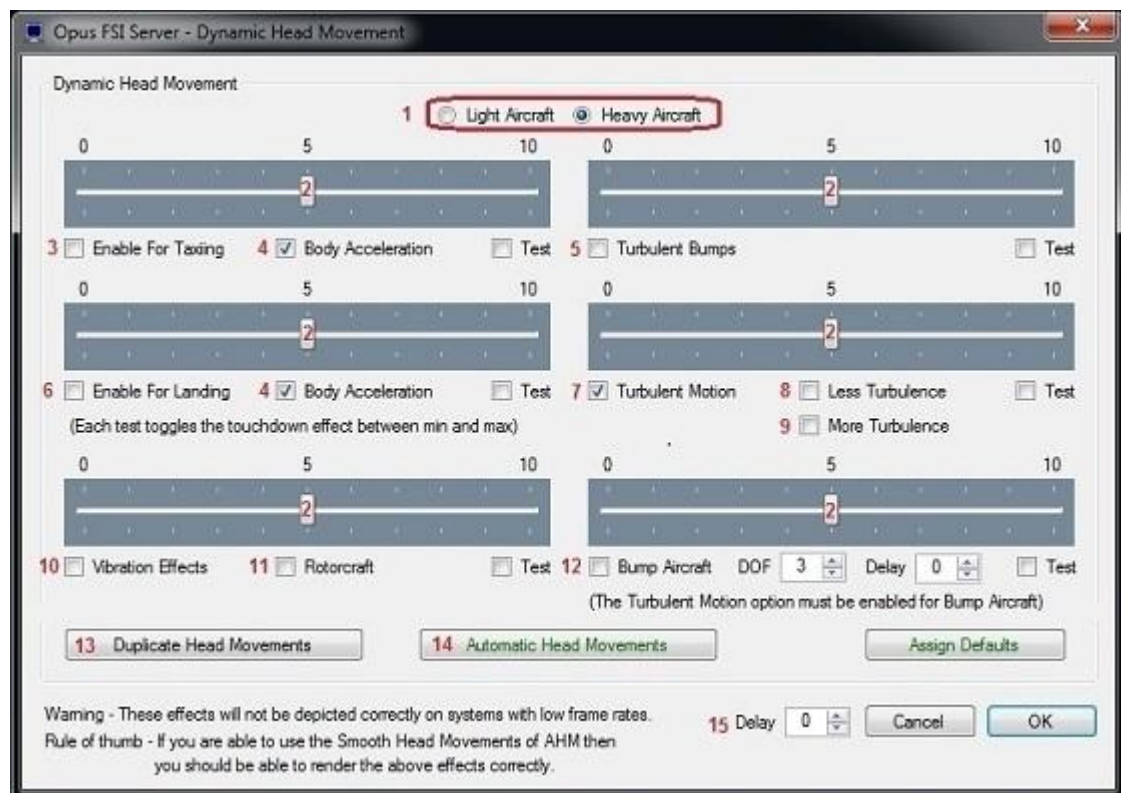 Opus FSI Server - Dynamic Head Movement
Dynamic Head Movement
1 Light Aircraft Heavy Aircraft
0 5 10 0 5 10
2 2
3 Enable For Taxiing 4 Body Acceleration Test 5 Turbulent Bumps Test
0 5 10 0 5 10
2 2
6 Enable For Landing 4 Body Acceleration Test 7 Turbulent Motion 8 Less Turbulence Test
(Each test toggles the touchdown effect between min and max) 9 More Turbulence
0 5 10 0 5 10
2 2
10 Vibration Effects 11 Rotorcraft Test 12 Bump Aircraft DOF 3 Delay 0 Test
(The Turbulent Motion option must be enabled for Bump Aircraft)
13 Duplicate Head Movements 14 Automatic Head Movements Assign Defaults
Warning - These effects will not be depicted correctly on systems with low frame rates. 15 Delay 0 Cancel OK
Rule of thumb - If you are able to use the Smooth Head Movements of AHM then
you should be able to render the above effects correctly.